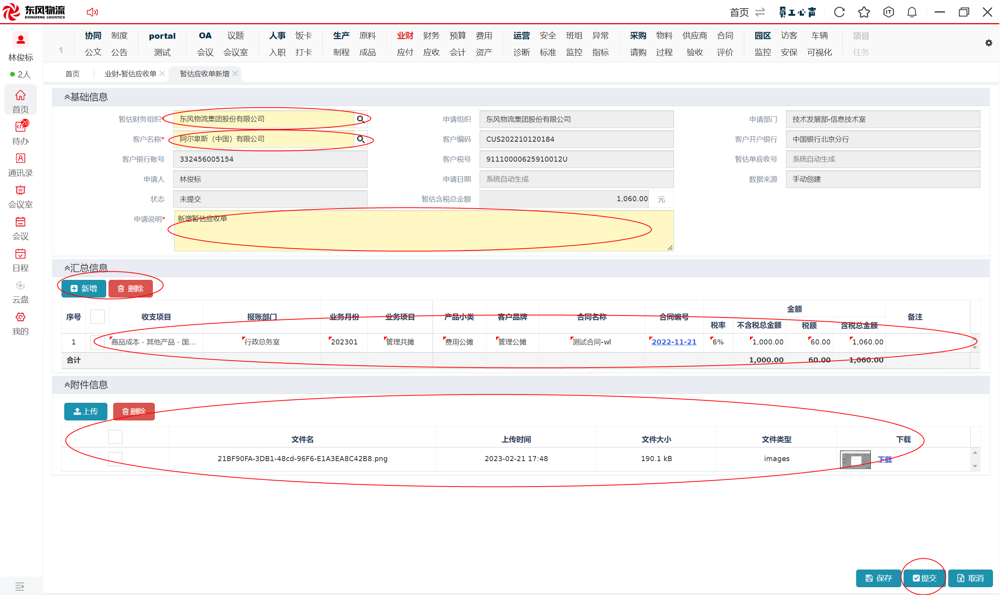 东风物流
DONGFENG LOGISTICS
首页 员工心声
林俊标
2人
首页
20
待办
通讯录
会议室
会议
日程
云盘
我的
1
协同 制度 portal OA 议题 人事 饭卡 生产 原料 业财 财务 预算 费用 运营 安全 班组 异常 采购 物料 供应商 合同 园区 访客 车辆 项目
公文 公告 测试 会议 会议室 入职 打卡 制程 成品 应付 应收 会计 资产 诊断 标准 监控 指标 请购 过程 验收 评价 监控 安保 可视化 任务
首页 业财-暂估应收单 暂估应收单新增
基础信息
暂估财务组织* 东风物流集团股份有限公司 申请组织 东风物流集团股份有限公司 申请部门 技术发展部-信息技术室
客户名称* 阿尔卑斯（中国）有限公司 客户编码 CUS202210120184 客户开户银行 中国银行北京分行
客户银行账号 332456005154 客户税号 91110000625910012U 暂估单应收号 系统自动生成
申请人 林俊标 申请日期 系统自动生成 数据来源 手动创建
状态 未提交 暂估含税总金额 1,060.00 元
申请说明* 新增暂估应收单
汇总信息
新增 删除
序号 收支项目 报账部门 业务月份 业务项目 产品小类 客户品牌 合同名称 合同编号 金额 备注
税率 不含税总金额 税额 含税总金额
1 商品成本 - 其他产品 - 国... 行政总务室 202301 管理共摊 费用公摊 管理公摊 测试合同-wl 2022-11-21 6% 1,000.00 60.00 1,060.00
合计 1,000.00 60.00 1,060.00
附件信息
上传 删除
文件名 上传时间 文件大小 文件类型 下载
21BF90FA-3DB1-48cd-96F6-E1A3EA8C42B8.png 2023-02-21 17:48 190.1 kB images 下载
保存 提交 取消